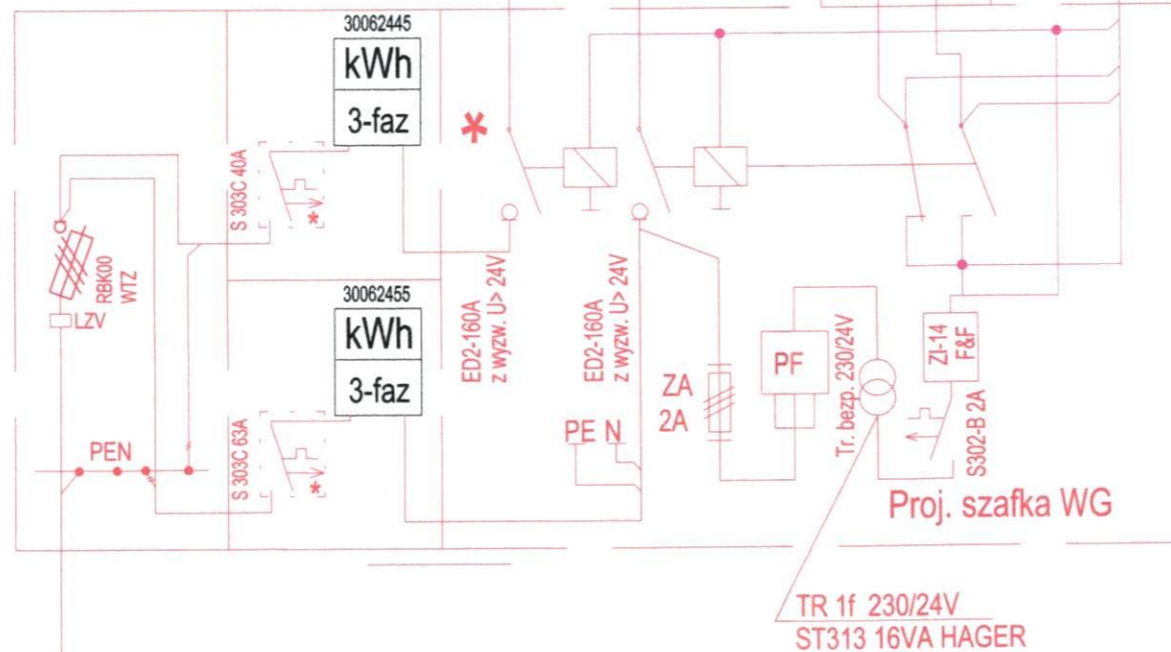 30062445
kWh
3-faz
*
S 303C 40A
*
RBK00
WTZ
LZV
ED2-160A
z wyzw. U> 24V
ED2-160A
z wyzw. U> 24V
30062455
kWh
3-faz
ZA
2A
PF
Tr. bezp. 230/24V
ZI-14
F&F
S302-B 2A
PE N
PEN
S 303C 63A
*
Proj. szafka WG
TR 1f 230/24V
ST313 16VA HAGER